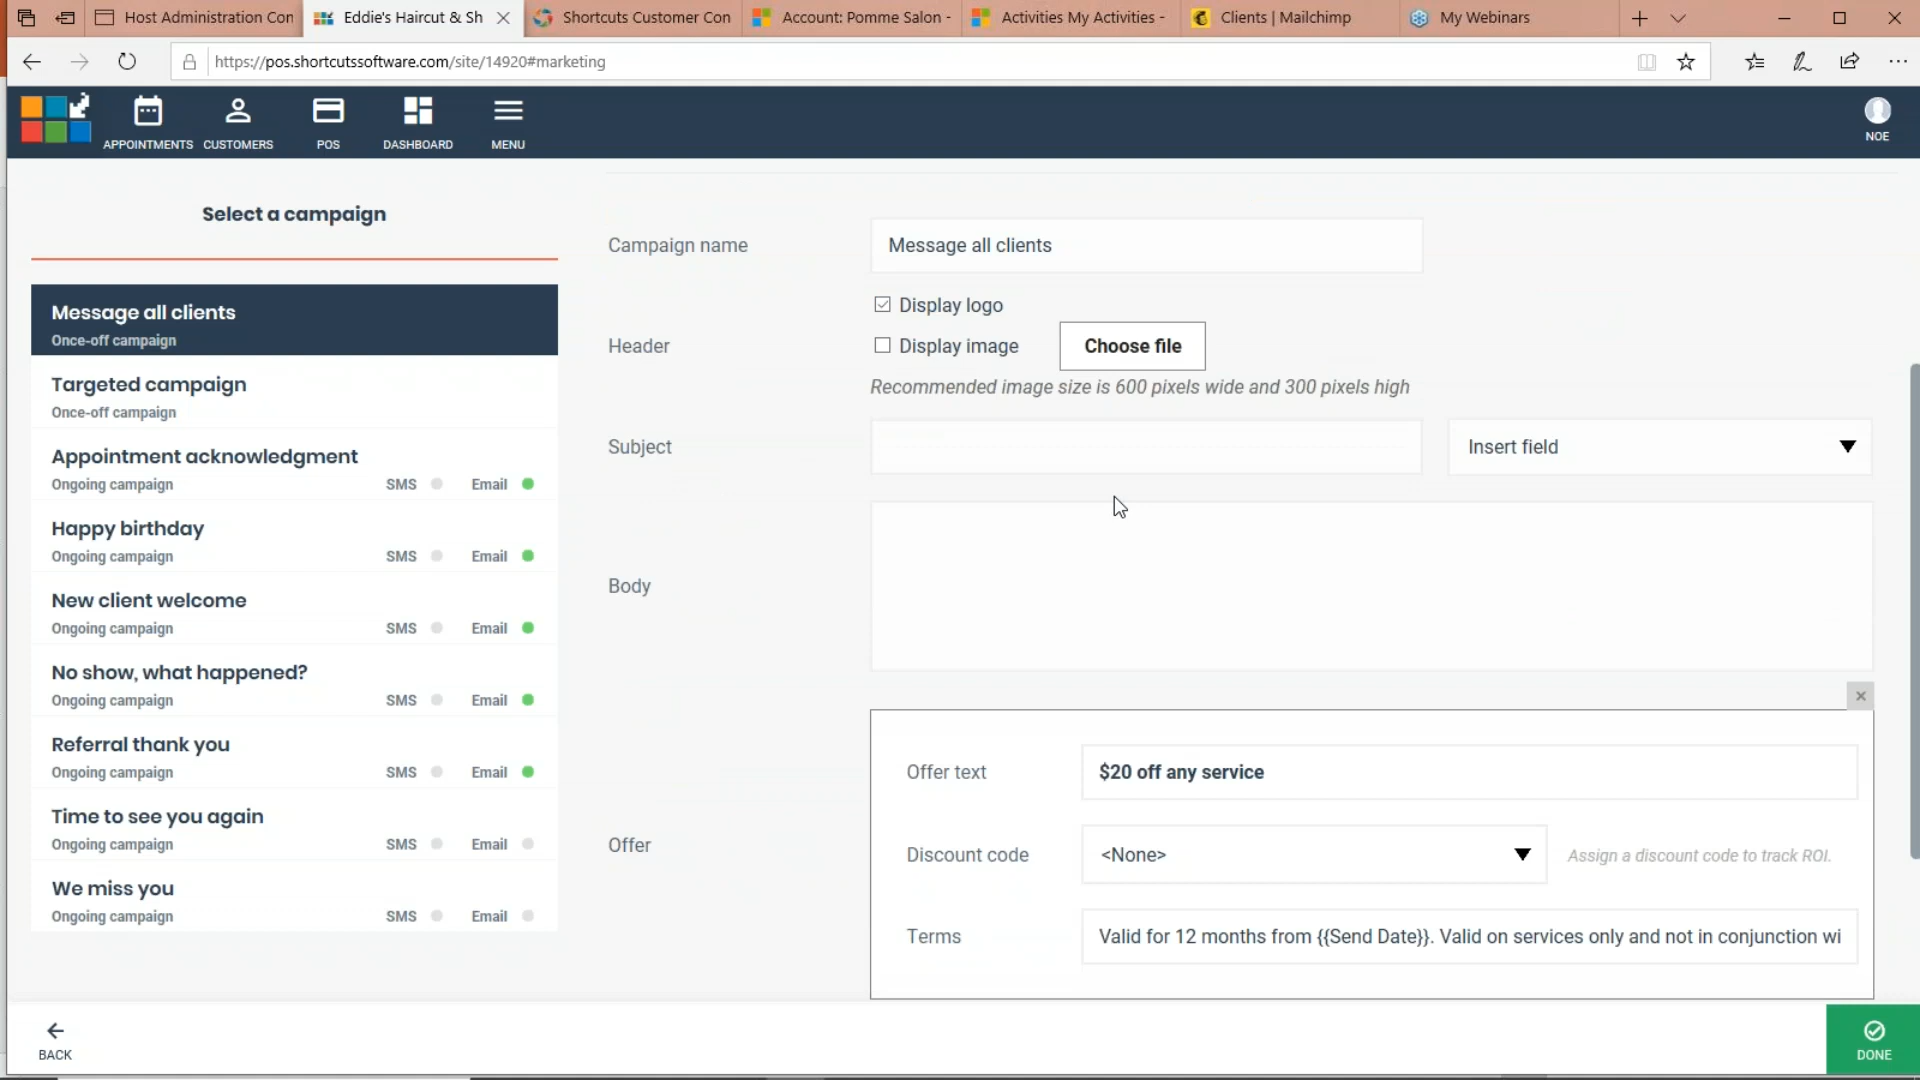 Host Administration Con
Eddie's Haircut & Sh
Shortcuts Customer Con
Account: Pomme Salon -
Activities My Activities -
Clients | Mailchimp
My Webinars
https://pos.shortcutssoftware.com/site/14920#marketing
APPOINTMENTS
CUSTOMERS
POS
DASHBOARD
MENU
NOE
Select a campaign
Message all clients
Once-off campaign
Targeted campaign
Once-off campaign
Appointment acknowledgment
Ongoing campaign SMS Email
Happy birthday
Ongoing campaign SMS Email
New client welcome
Ongoing campaign SMS Email
No show, what happened?
Ongoing campaign SMS Email
Referral thank you
Ongoing campaign SMS Email
Time to see you again
Ongoing campaign SMS Email
We miss you
Ongoing campaign SMS Email
Campaign name Message all clients
Display logo
Header Display image Choose file
Recommended image size is 600 pixels wide and 300 pixels high
Subject Insert field
Body
Offer
Offer text $20 off any service
Discount code <None> Assign a discount code to track ROI.
Terms Valid for 12 months from {{Send Date}}. Valid on services only and not in conjunction wi
BACK
DONE